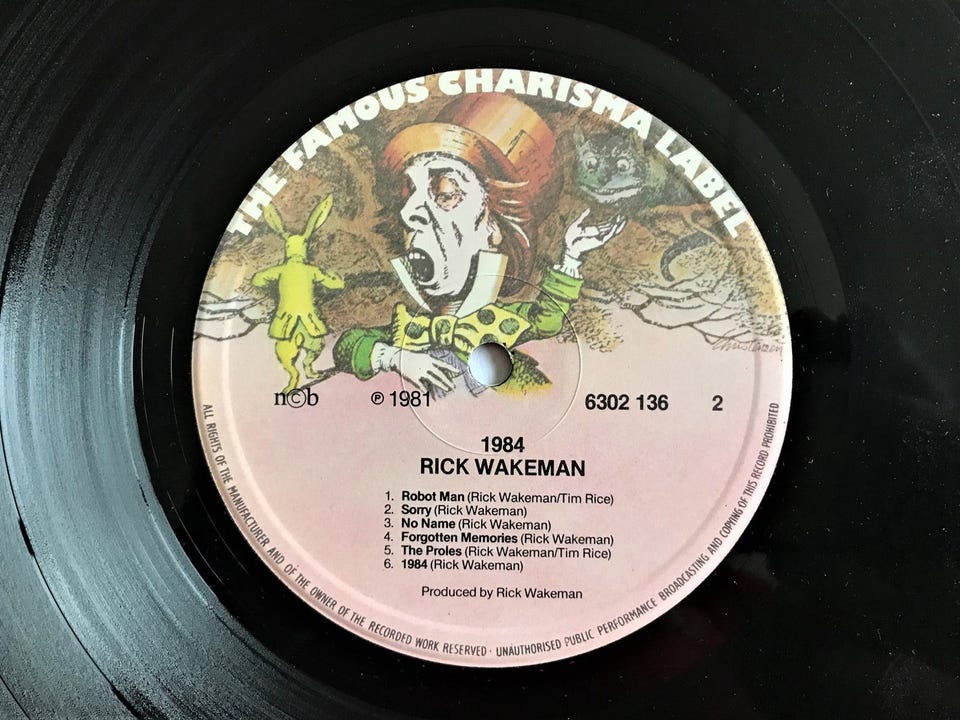 THE FAMOUS CHARISMA LABEL
n©b ℗ 1981 6302 136 2
1984
RICK WAKEMAN
1. Robot Man (Rick Wakeman/Tim Rice)
2. Sorry (Rick Wakeman)
3. No Name (Rick Wakeman)
4. Forgotten Memories (Rick Wakeman)
5. The Proles (Rick Wakeman/Tim Rice)
6. 1984 (Rick Wakeman)
Produced by Rick Wakeman
ALL RIGHTS OF THE MANUFACTURER AND OF THE OWNER OF THE RECORDED WORK RESERVED · UNAUTHORISED PUBLIC PERFORMANCE BROADCASTING AND COPYING OF THIS RECORD PROHIBITED